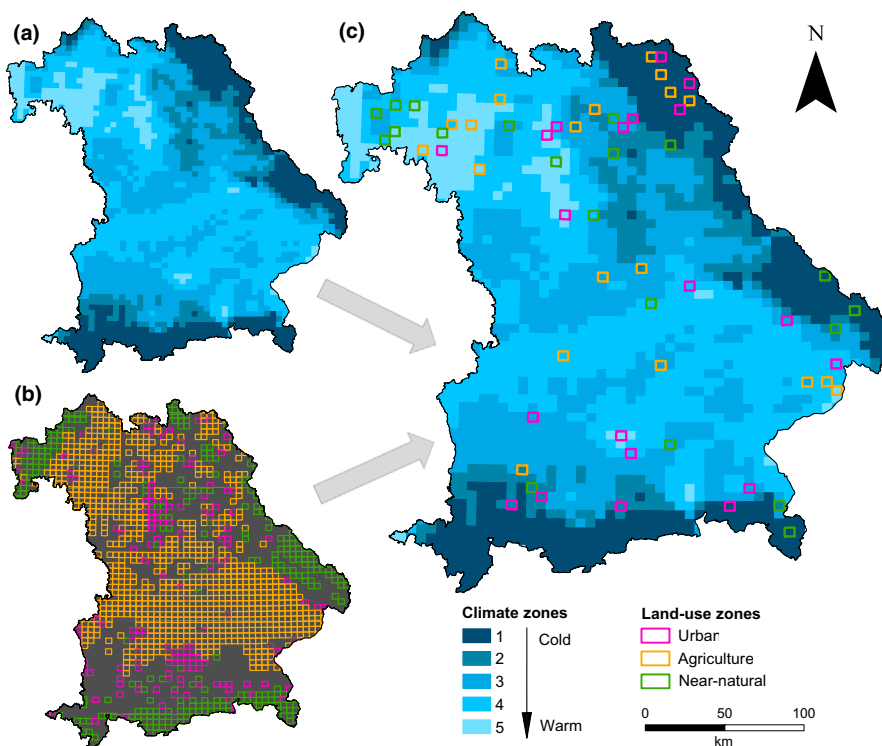 (a)
(c)
N
(b)
Climate zones
1
2
3
4
5
Cold
Warm
Land-use zones
Urban
Agriculture
Near-natural
0 50 100
km